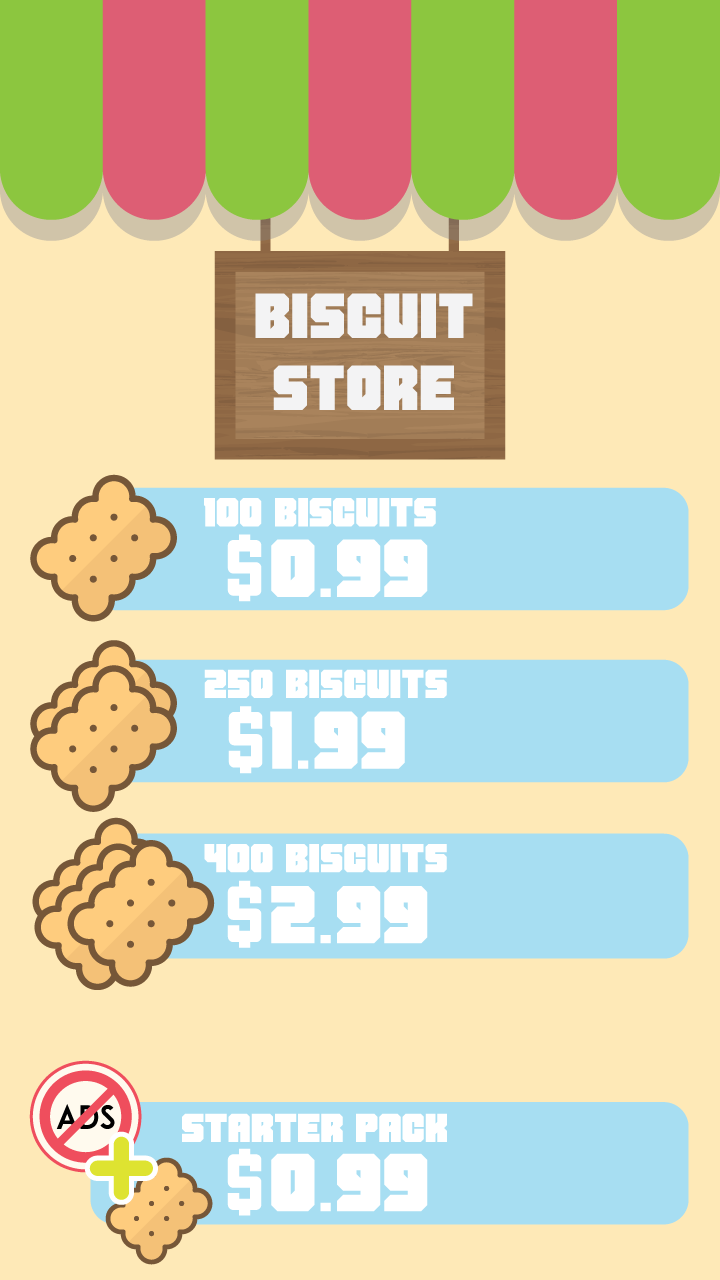 BISCUIT
STORE
100 BISCUITS
$0.99
250 BISCUITS
$1.99
400 BISCUITS
$2.99
ADS
STARTER PACK
$0.99